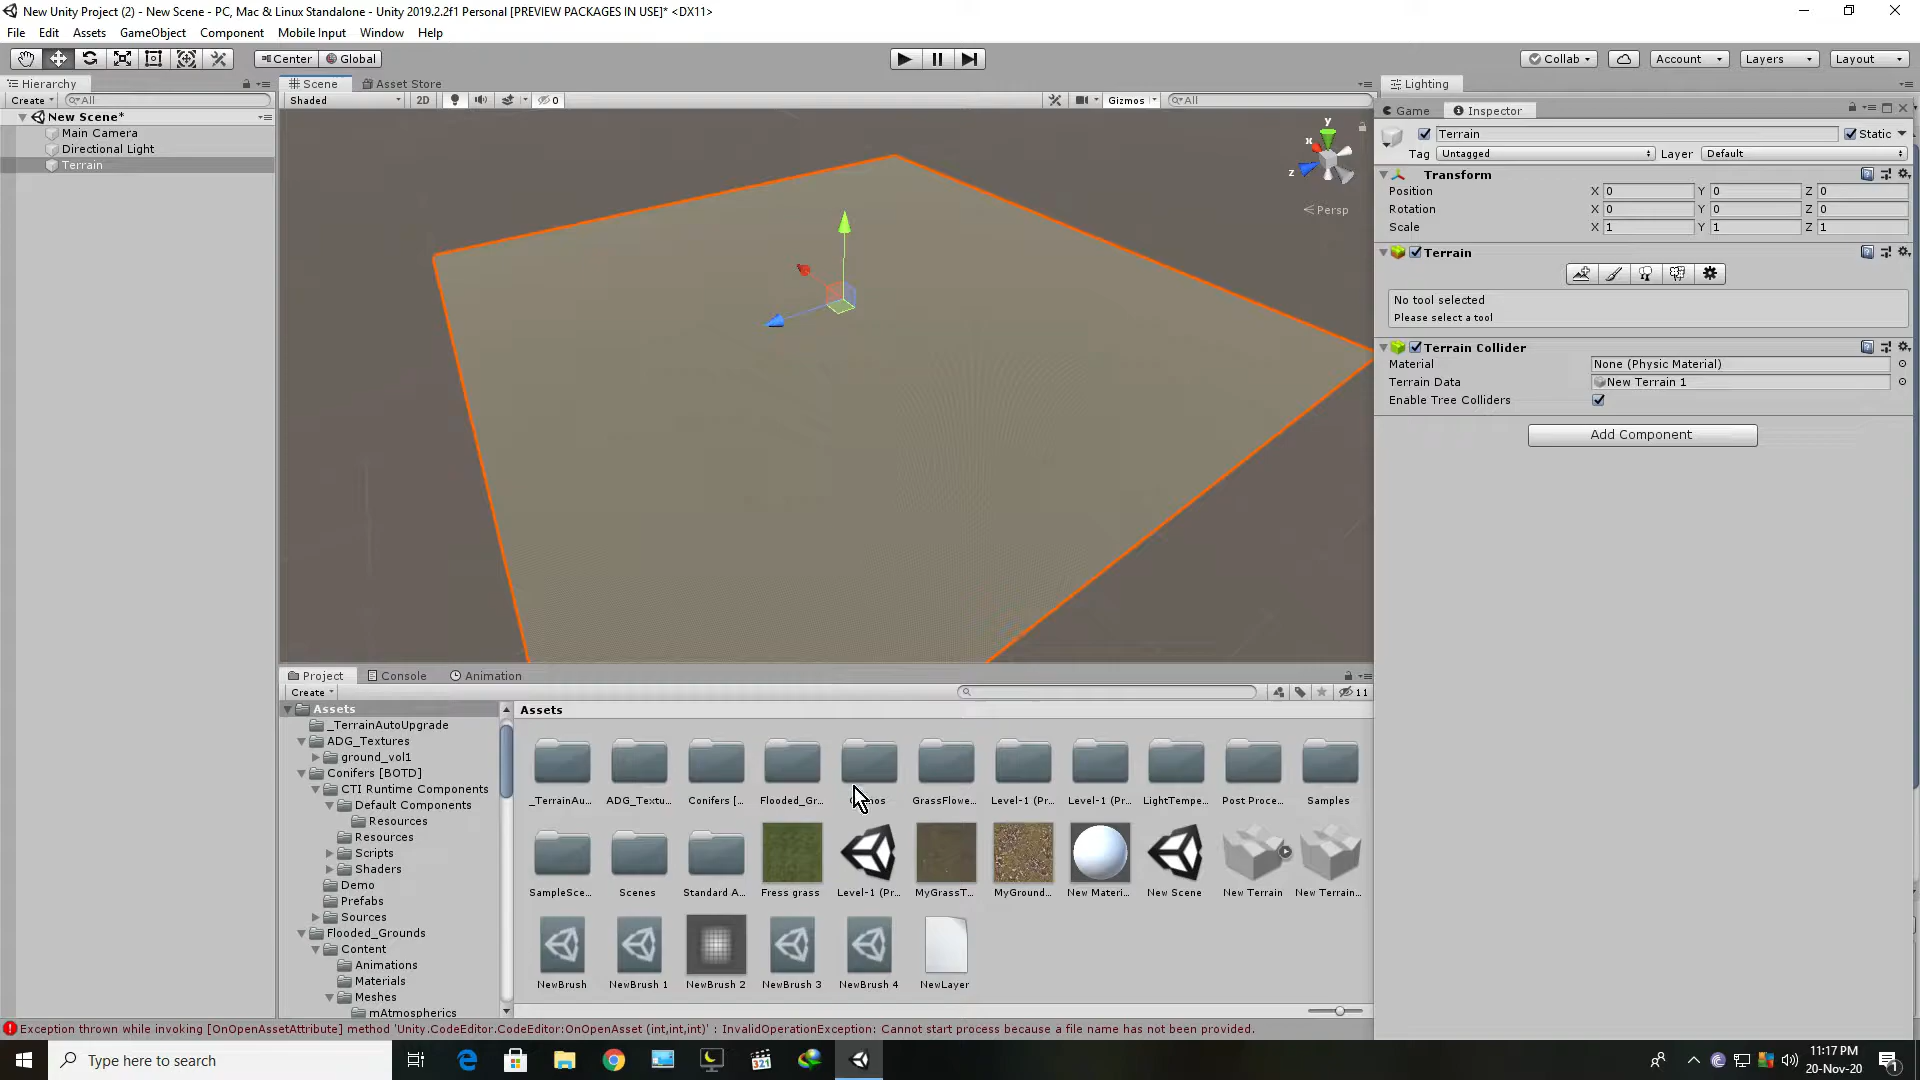 New Unity Project (2) - New Scene - PC, Mac & Linux Standalone - Unity 2019.2.2f1 Personal [PREVIEW PACKAGES IN USE]* <DX11>
File Edit Assets GameObject Component Mobile Input Window Help
Center Global Collab Account Layers Layout
Hierarchy
Create All
New Scene*
Main Camera
Directional Light
Terrain
Scene Asset Store
Shaded 2D 0 Gizmos All
y
x
z
Persp
Lighting
Game Inspector
Terrain Static
Tag Untagged Layer Default
Transform
Position X 0 Y 0 Z 0
Rotation X 0 Y 0 Z 0
Scale X 1 Y 1 Z 1
Terrain
No tool selected
Please select a tool
Terrain Collider
Material None (Physic Material)
Terrain Data New Terrain 1
Enable Tree Colliders
Add Component
Project Console Animation
Create 11
Assets
_TerrainAutoUpgrade
ADG_Textures
ground_vol1
Conifers [BOTD]
CTI Runtime Components
Default Components
Resources
Resources
Scripts
Shaders
Demo
Prefabs
Sources
Flooded_Grounds
Content
Animations
Materials
Meshes
mAtmospherics
Assets
_TerrainAu... ADG_Textu... Conifers [... Flooded_Gr... GrassFlowe... Level-1 (Pr... Level-1 (Pr... LightTempe... Post Proce... Samples
SampleSce... Scenes Standard A... Fress grass Level-1 (Pr... MyGrassT... MyGround... New Materi... New Scene New Terrain New Terrain...
NewBrush NewBrush 1 NewBrush 2 NewBrush 3 NewBrush 4 NewLayer
Exception thrown while invoking [OnOpenAssetAttribute] method 'Unity.CodeEditor.CodeEditor:OnOpenAsset (int,int,int)' : InvalidOperationException: Cannot start process because a file name has not been provided.
Type here to search
321
11:17 PM
20-Nov-20
1